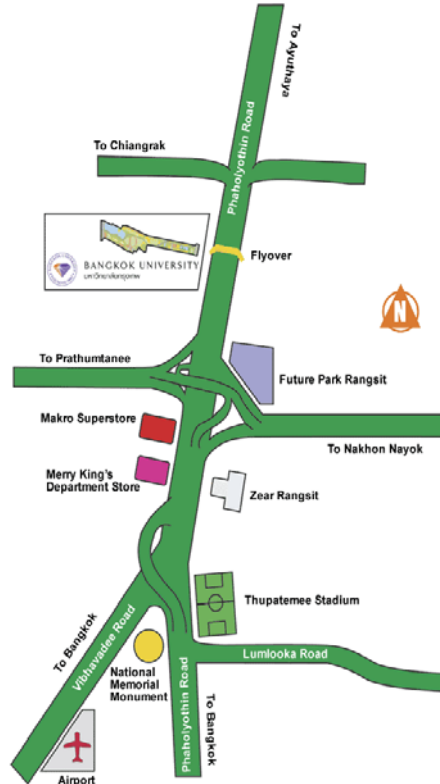 To Ayuthaya
Phaholyothin Road
To Chiangrak
BANGKOK UNIVERSITY
Flyover
N
To Prathumtanee
Future Park Rangsit
Makro Superstore
To Nakhon Nayok
Merry King's
Department Store
Zear Rangsit
Thupatemee Stadium
To Bangkok
Vibhavadee Road
Lumlooka Road
National
Memorial
Monument
Phaholyothin Road
To Bangkok
Airport